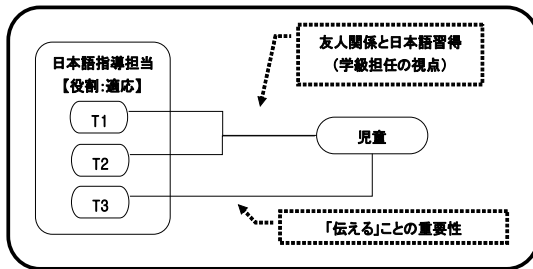 日本語指導担当
【役割：適応】
T1
T2
T3
友人関係と日本語習得
（学級担任の視点）
児童
「伝える」ことの重要性